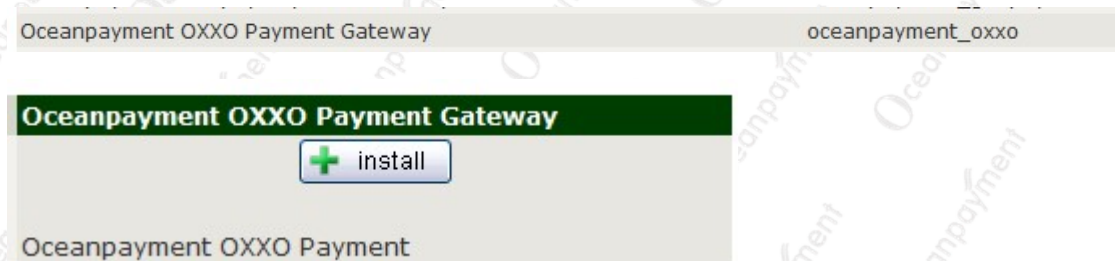 Oceanpayment OXXO Payment Gateway oceanpayment_oxxo
Oceanpayment OXXO Payment Gateway
install
Oceanpayment OXXO Payment